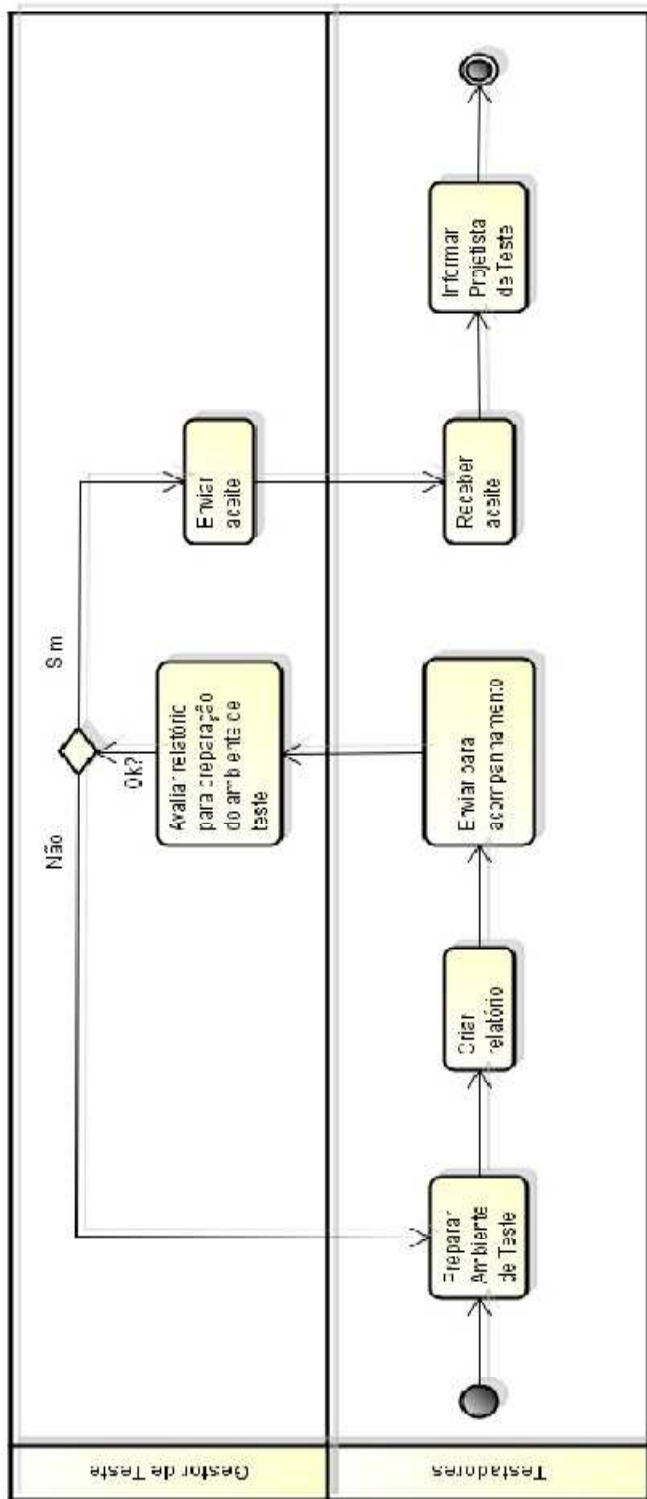 Gestor de Teste
Não
Sim
Ok?
Avaliar relatório
para preparação
do ambiente de
teste
Enviar
aceite
Testadores
Preparar
Ambiente
de Teste
Criar
relatório
Enviar para
acompanhamento
Receber
aceite
Informar
Projetista
de Teste